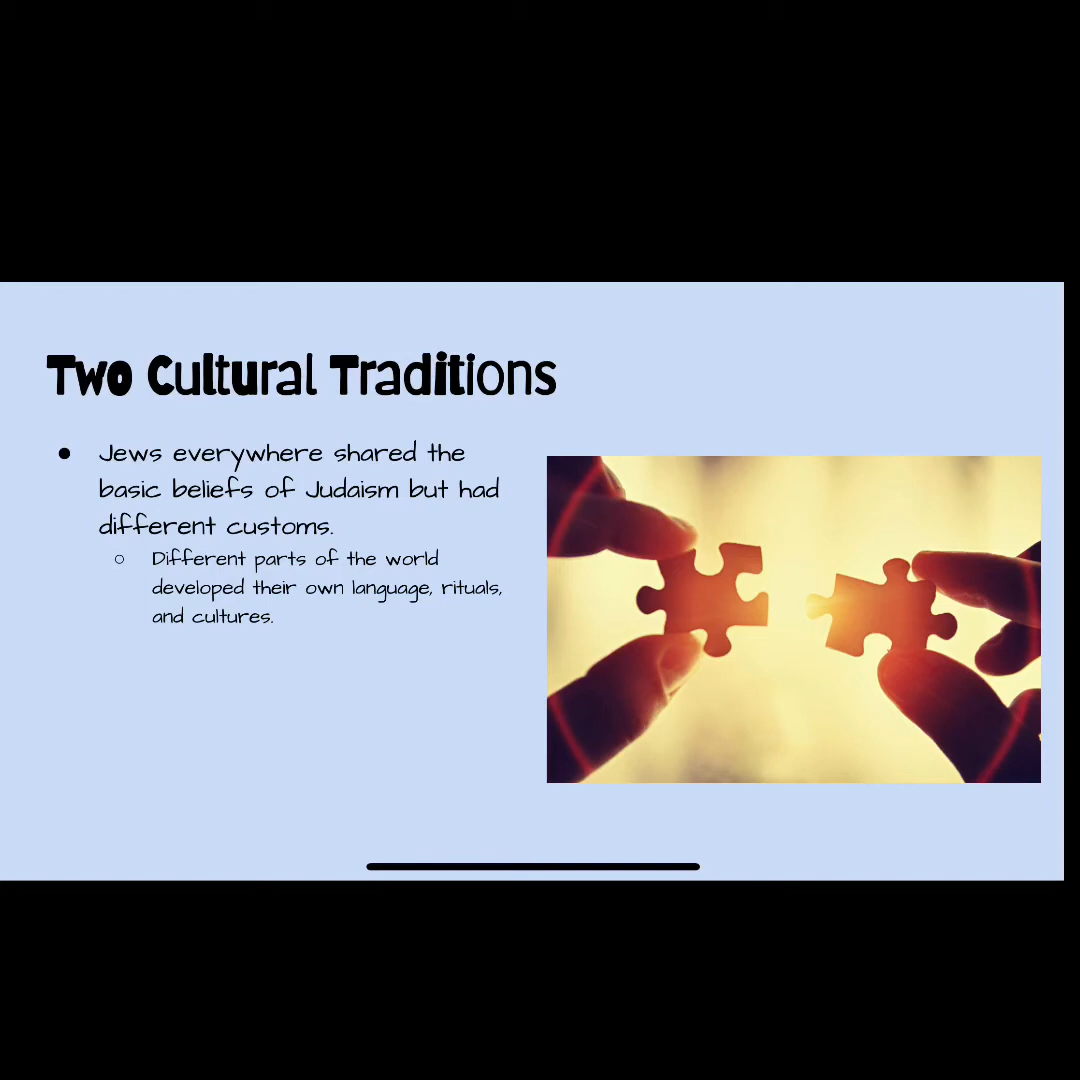 Two Cultural Traditions
● Jews everywhere shared the
basic beliefs of Judaism but had
different customs.
○ Different parts of the world
developed their own language, rituals,
and cultures.